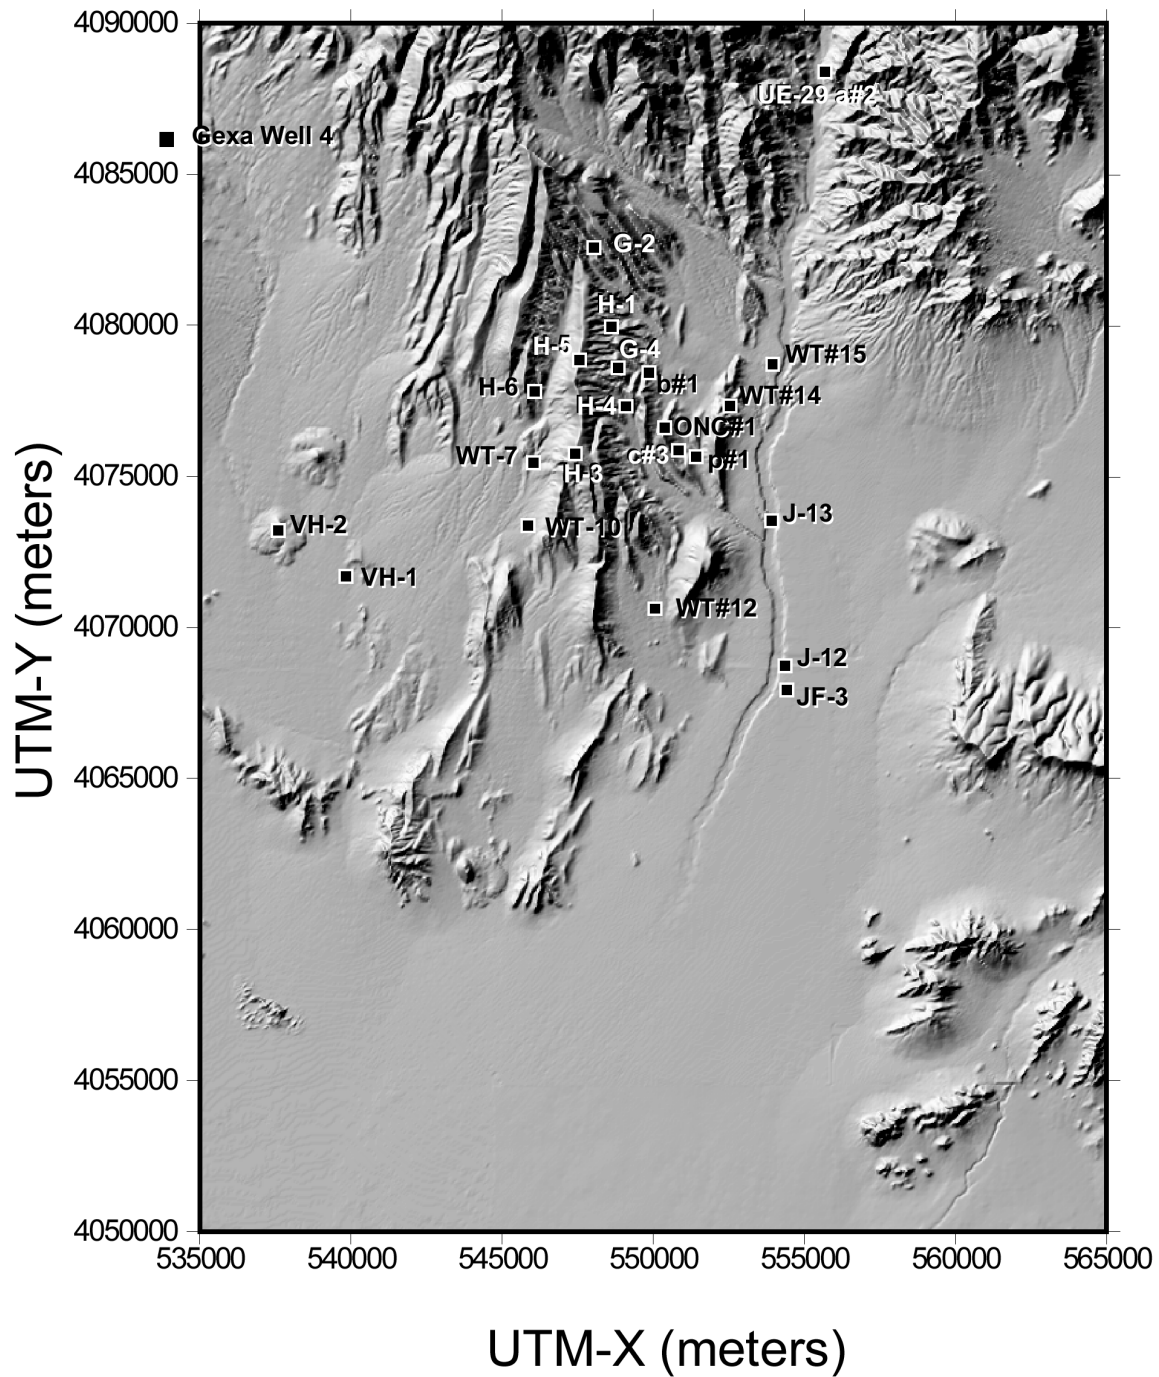 4090000
UE-29 a#2
Gexa Well 4
4085000
G-2
H-1
4080000
H-5
G-4
WT#15
H-6
b#1
WT#14
H-4
ONC#1
WT-7
c#3
p#1
H-3
4075000
J-13
VH-2
WT-10
VH-1
WT#12
4070000
J-12
JF-3
4065000
4060000
4055000
4050000
UTM-Y (meters)
535000 540000 545000 550000 555000 560000 565000
UTM-X (meters)